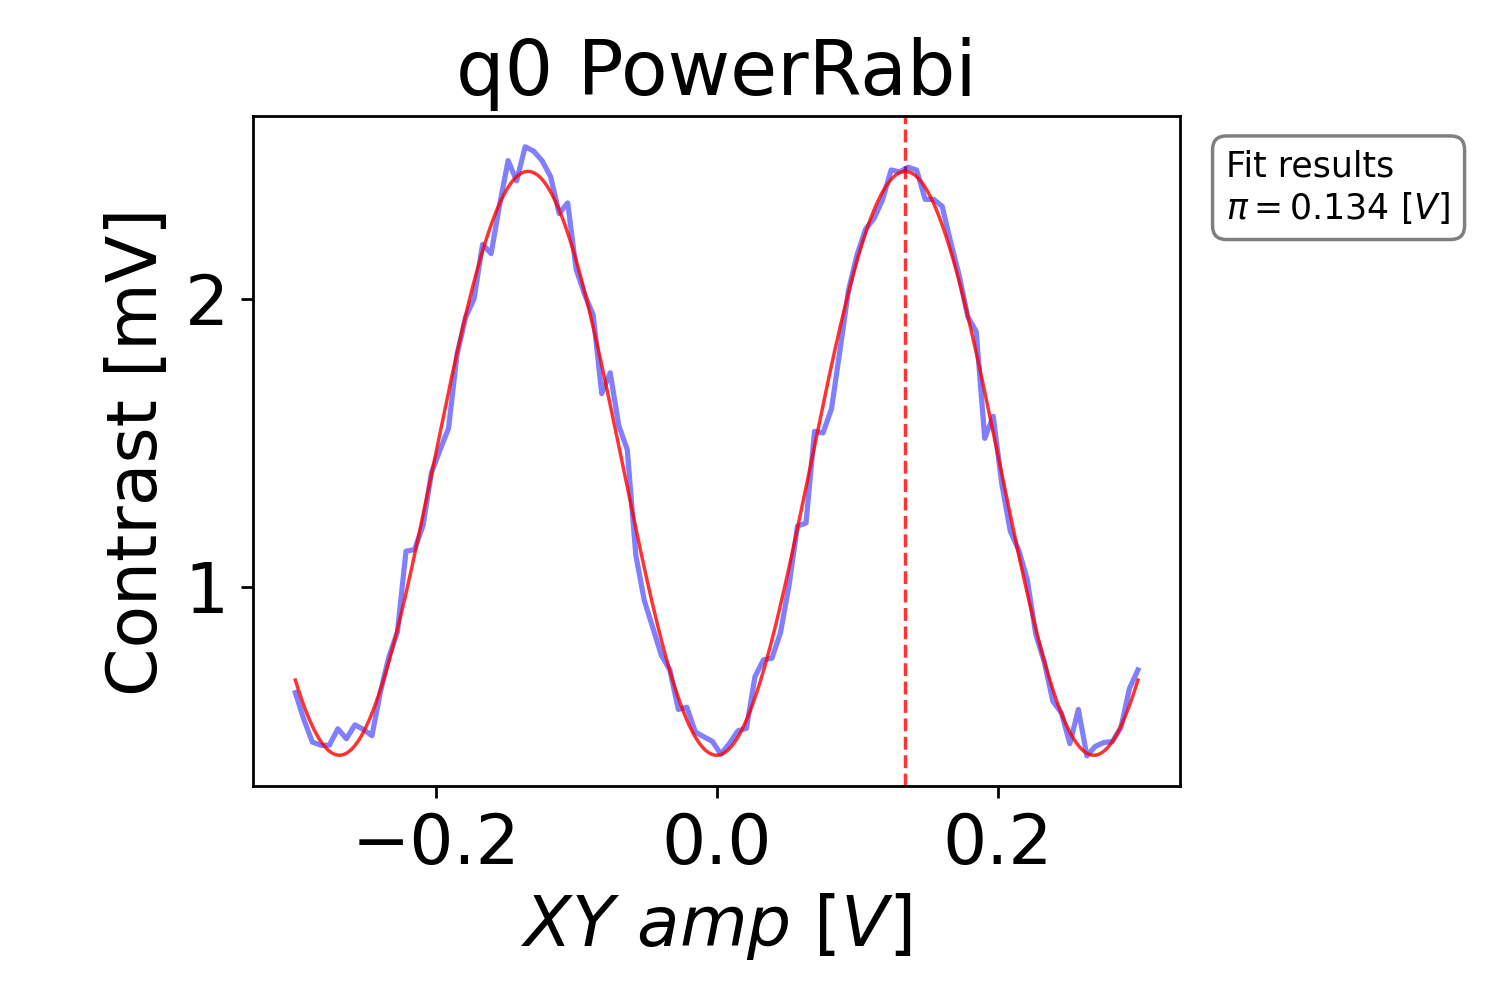 q0 PowerRabi
Fit results
π = 0.134 [V]
Contrast [mV]
2
1
−0.2 0.0 0.2
XY amp [V]